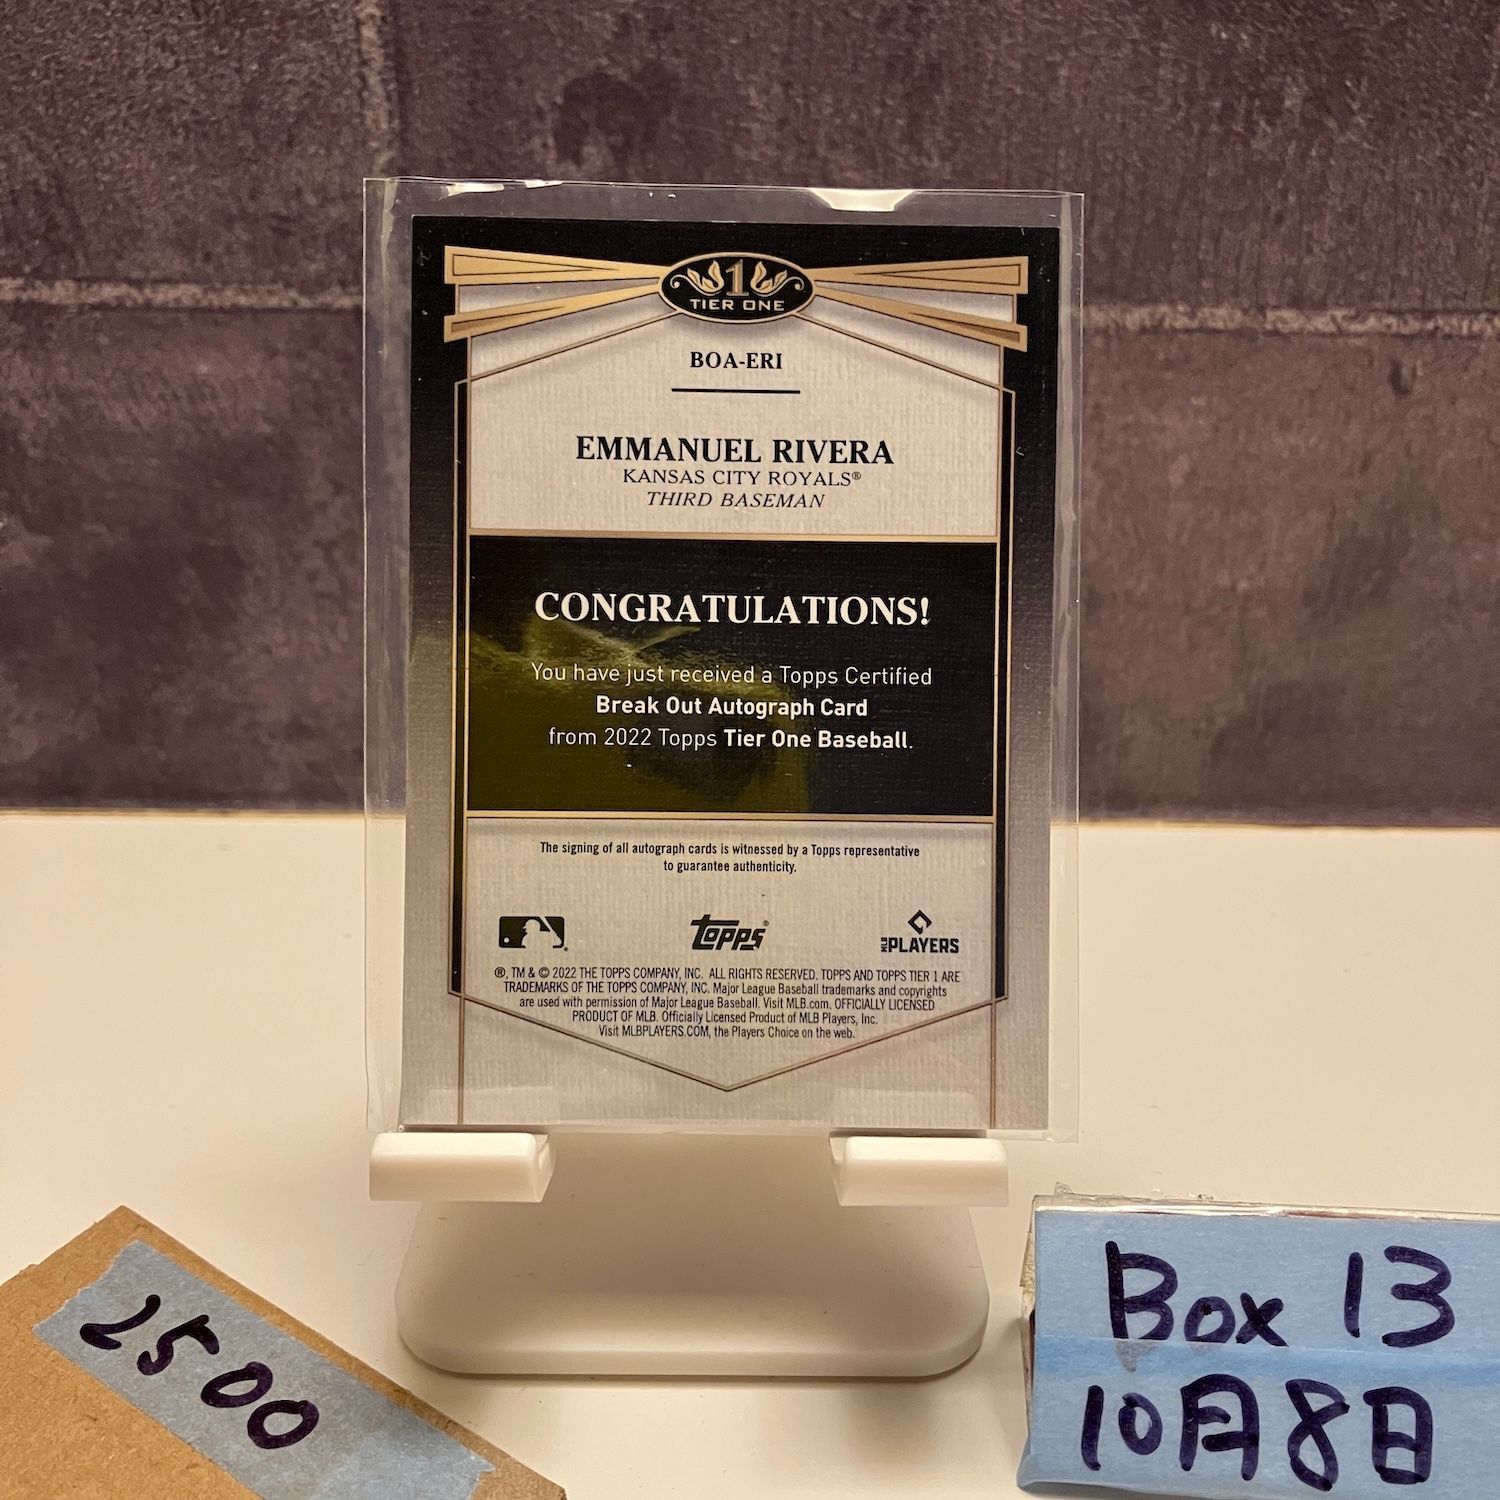 1
TIER ONE
BOA-ERI
EMMANUEL RIVERA
KANSAS CITY ROYALS®
THIRD BASEMAN
CONGRATULATIONS!
You have just received a Topps Certified
Break Out Autograph Card
from 2022 Topps Tier One Baseball.
The signing of all autograph cards is witnessed by a Topps representative
to guarantee authenticity.
Topps®
MLB PLAYERS
®, TM & © 2022 THE TOPPS COMPANY, INC. ALL RIGHTS RESERVED. TOPPS AND TOPPS TIER 1 ARE
TRADEMARKS OF THE TOPPS COMPANY, INC. Major League Baseball trademarks and copyrights
are used with permission of Major League Baseball. Visit MLB.com. OFFICIALLY LICENSED
PRODUCT OF MLB. Officially Licensed Product of MLB Players, Inc.
Visit MLBPLAYERS.COM, the Players Choice on the web.
2500
Box 13
10月8日